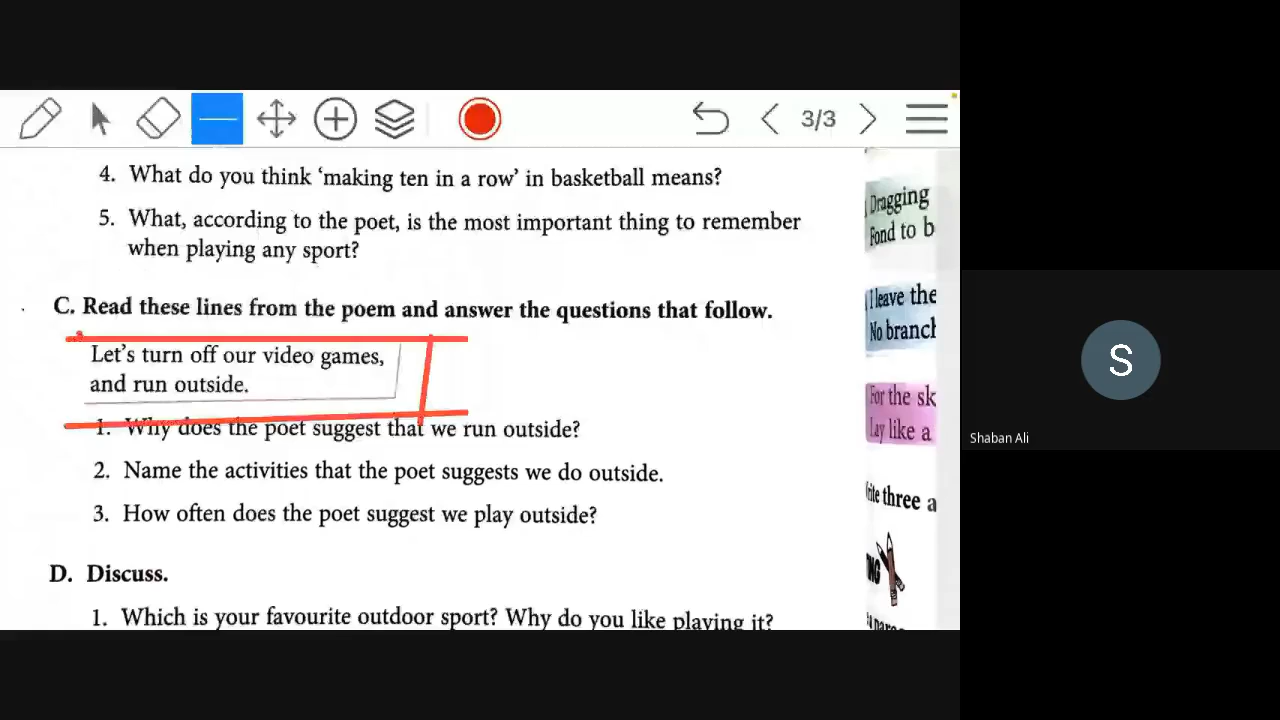 3/3
4. What do you think ‘making ten in a row’ in basketball means?
5. What, according to the poet, is the most important thing to remember
when playing any sport?
C. Read these lines from the poem and answer the questions that follow.
Let’s turn off our video games,
and run outside.
1. Why does the poet suggest that we run outside?
2. Name the activities that the poet suggests we do outside.
3. How often does the poet suggest we play outside?
D. Discuss.
1. Which is your favourite outdoor sport? Why do you like playing it?
Dragging
Fond to b
I leave the
No branch
For the sk
Lay like a
rite three a
NG
S
Shaban Ali